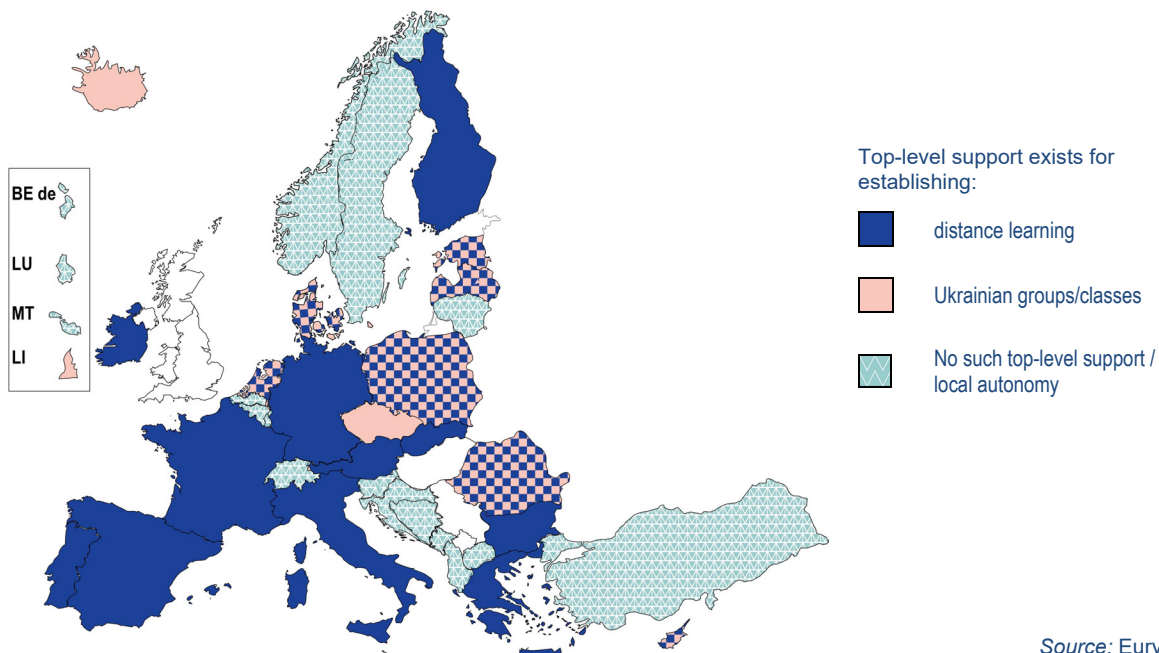 BE de
LU
MT
LI
Top-level support exists for
establishing:
distance learning
Ukrainian groups/classes
No such top-level support /
local autonomy
Source: Eury